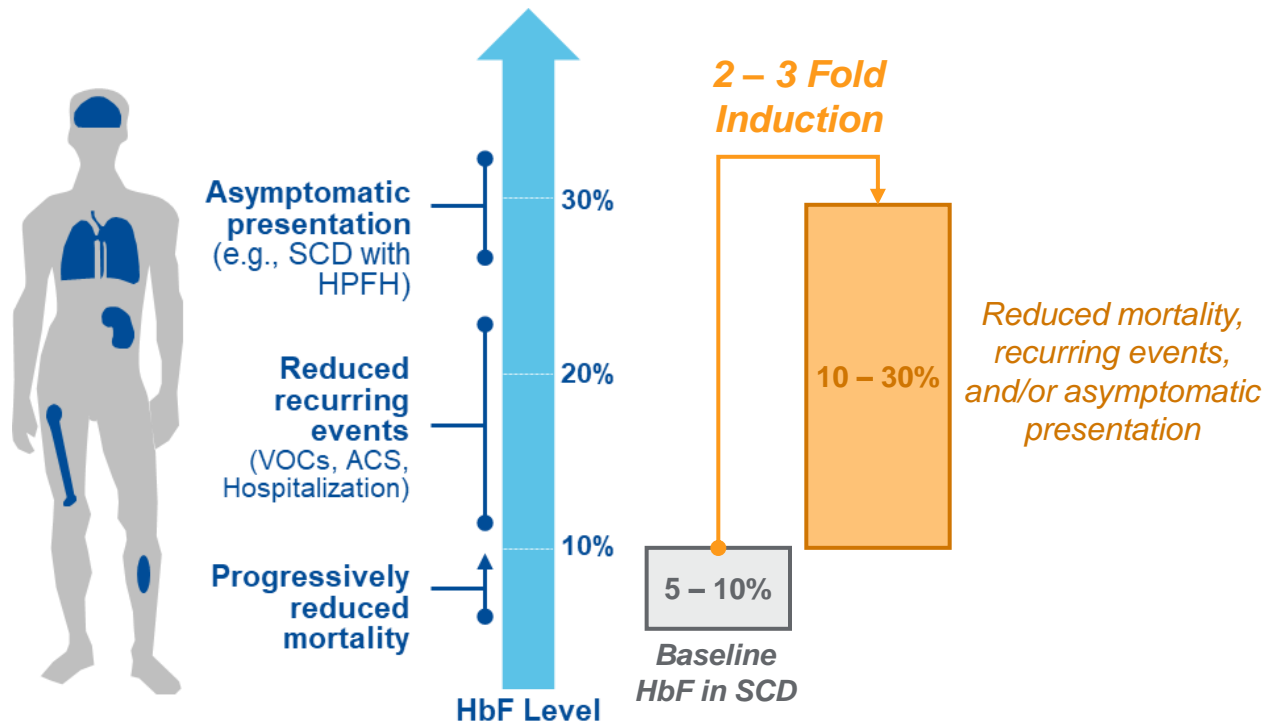 Asymptomatic
presentation
(e.g., SCD with
HPFH)
Reduced
recurring
events
(VOCs, ACS,
Hospitalization)
Progressively
reduced
mortality
30%
20%
10%
HbF Level
2 – 3 Fold
Induction
10 – 30%
5 – 10%
Baseline
HbF in SCD
Reduced mortality,
recurring events,
and/or asymptomatic
presentation